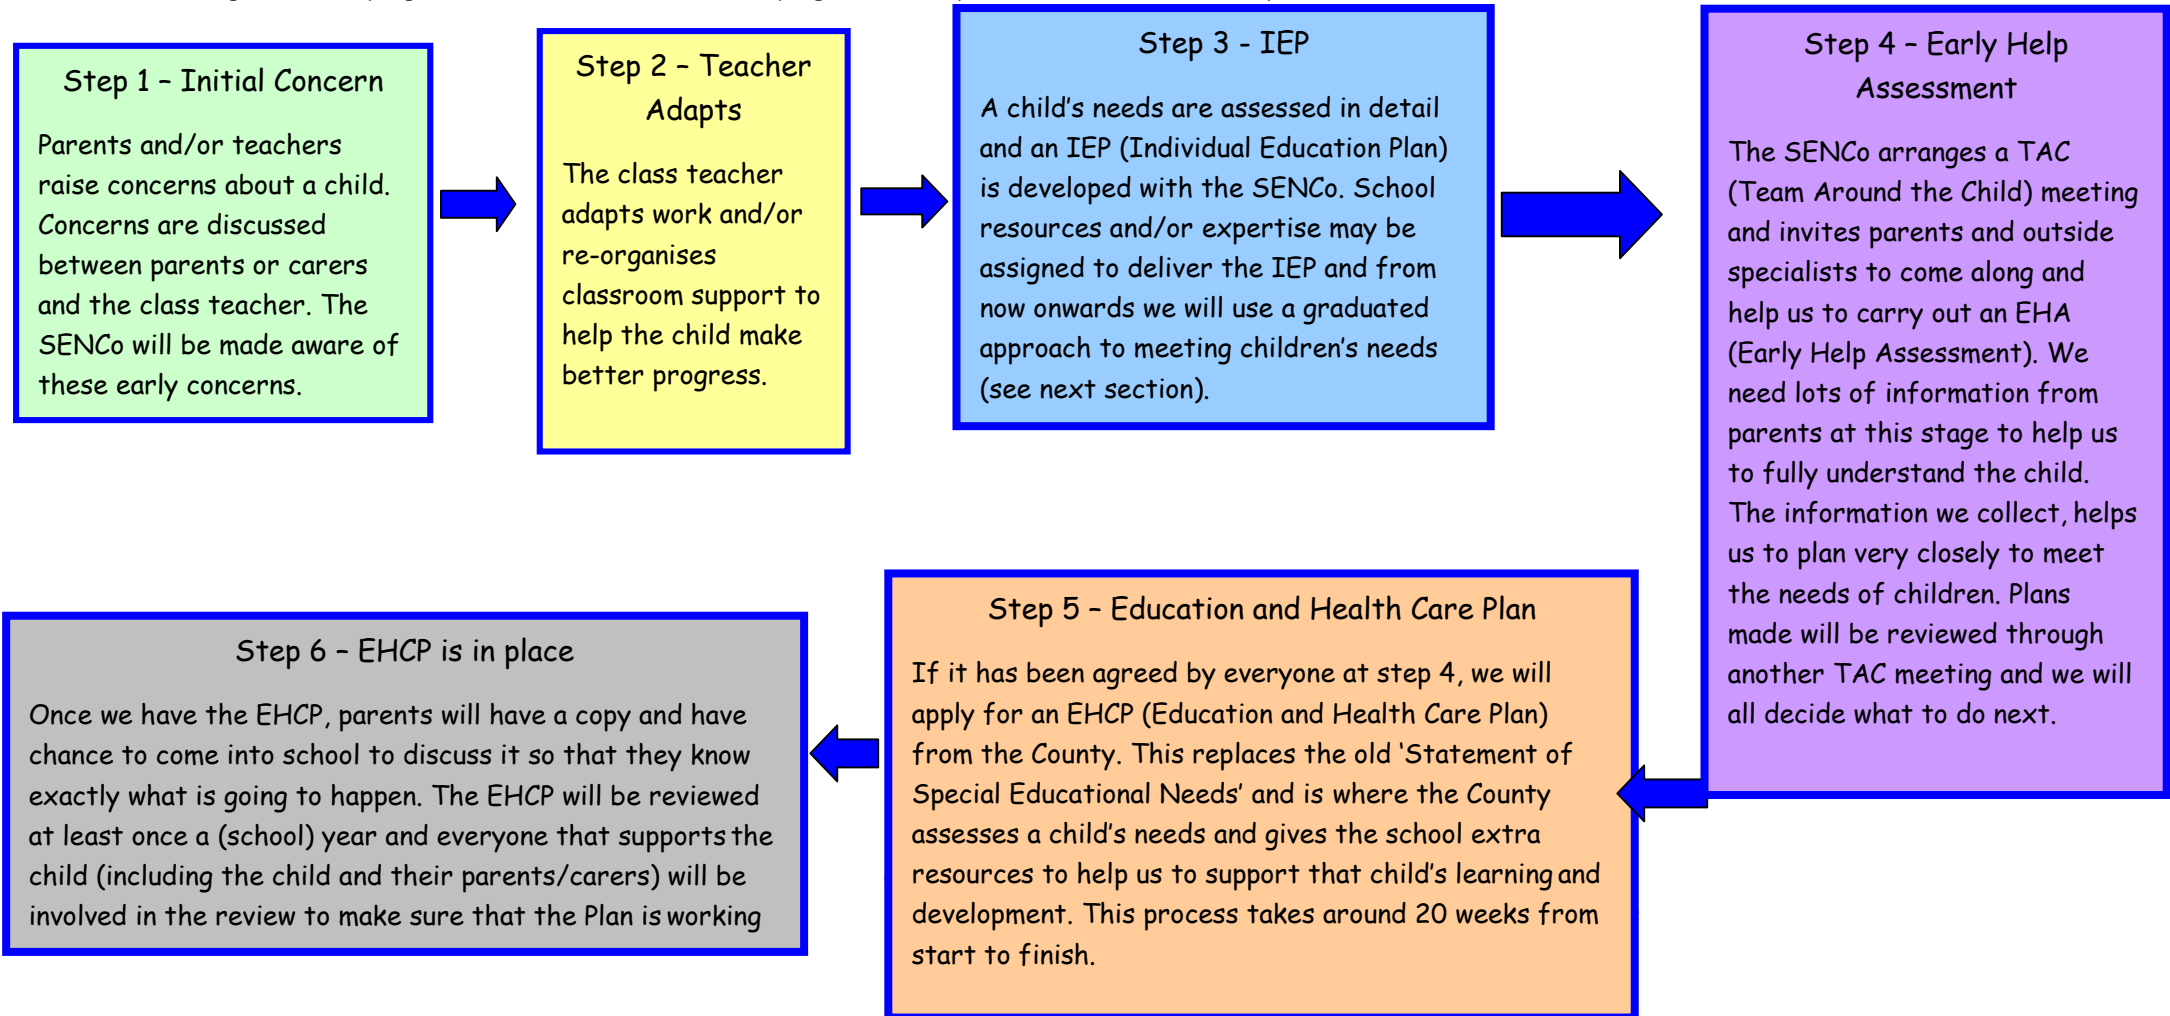 Step 1 – Initial Concern
Parents and/or teachers
raise concerns about a child.
Concerns are discussed
between parents or carers
and the class teacher. The
SENCo will be made aware of
these early concerns.
Step 2 – Teacher
Adapts
The class teacher
adapts work and/or
re-organises
classroom support to
help the child make
better progress.
Step 3 - IEP
A child's needs are assessed in detail
and an IEP (Individual Education Plan)
is developed with the SENCo. School
resources and/or expertise may be
assigned to deliver the IEP and from
now onwards we will use a graduated
approach to meeting children's needs
(see next section).
Step 4 – Early Help
Assessment
The SENCo arranges a TAC
(Team Around the Child) meeting
and invites parents and outside
specialists to come along and
help us to carry out an EHA
(Early Help Assessment). We
need lots of information from
parents at this stage to help us
to fully understand the child.
The information we collect, helps
us to plan very closely to meet
the needs of children. Plans
made will be reviewed through
another TAC meeting and we will
all decide what to do next.
Step 5 – Education and Health Care Plan
If it has been agreed by everyone at step 4, we will
apply for an EHCP (Education and Health Care Plan)
from the County. This replaces the old 'Statement of
Special Educational Needs' and is where the County
assesses a child's needs and gives the school extra
resources to help us to support that child's learning and
development. This process takes around 20 weeks from
start to finish.
Step 6 – EHCP is in place
Once we have the EHCP, parents will have a copy and have
chance to come into school to discuss it so that they know
exactly what is going to happen. The EHCP will be reviewed
at least once a (school) year and everyone that supports the
child (including the child and their parents/carers) will be
involved in the review to make sure that the Plan is working